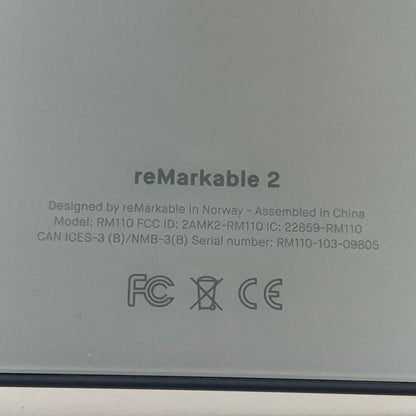 reMarkable 2
Designed by reMarkable in Norway - Assembled in China
Model: RM110 FCC ID: 2AMK2-RM110 IC: 22859-RM110
CAN ICES-3 (B)/NMB-3(B) Serial number: RM110-103-09805
FC CE